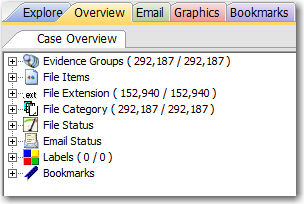 Explore Overview Email Graphics Bookmarks
Case Overview
Evidence Groups ( 292,187 / 292,187 )
File Items
.ext File Extension ( 152,940 / 152,940 )
File Category ( 292,187 / 292,187 )
File Status
Email Status
Labels ( 0 / 0 )
Bookmarks